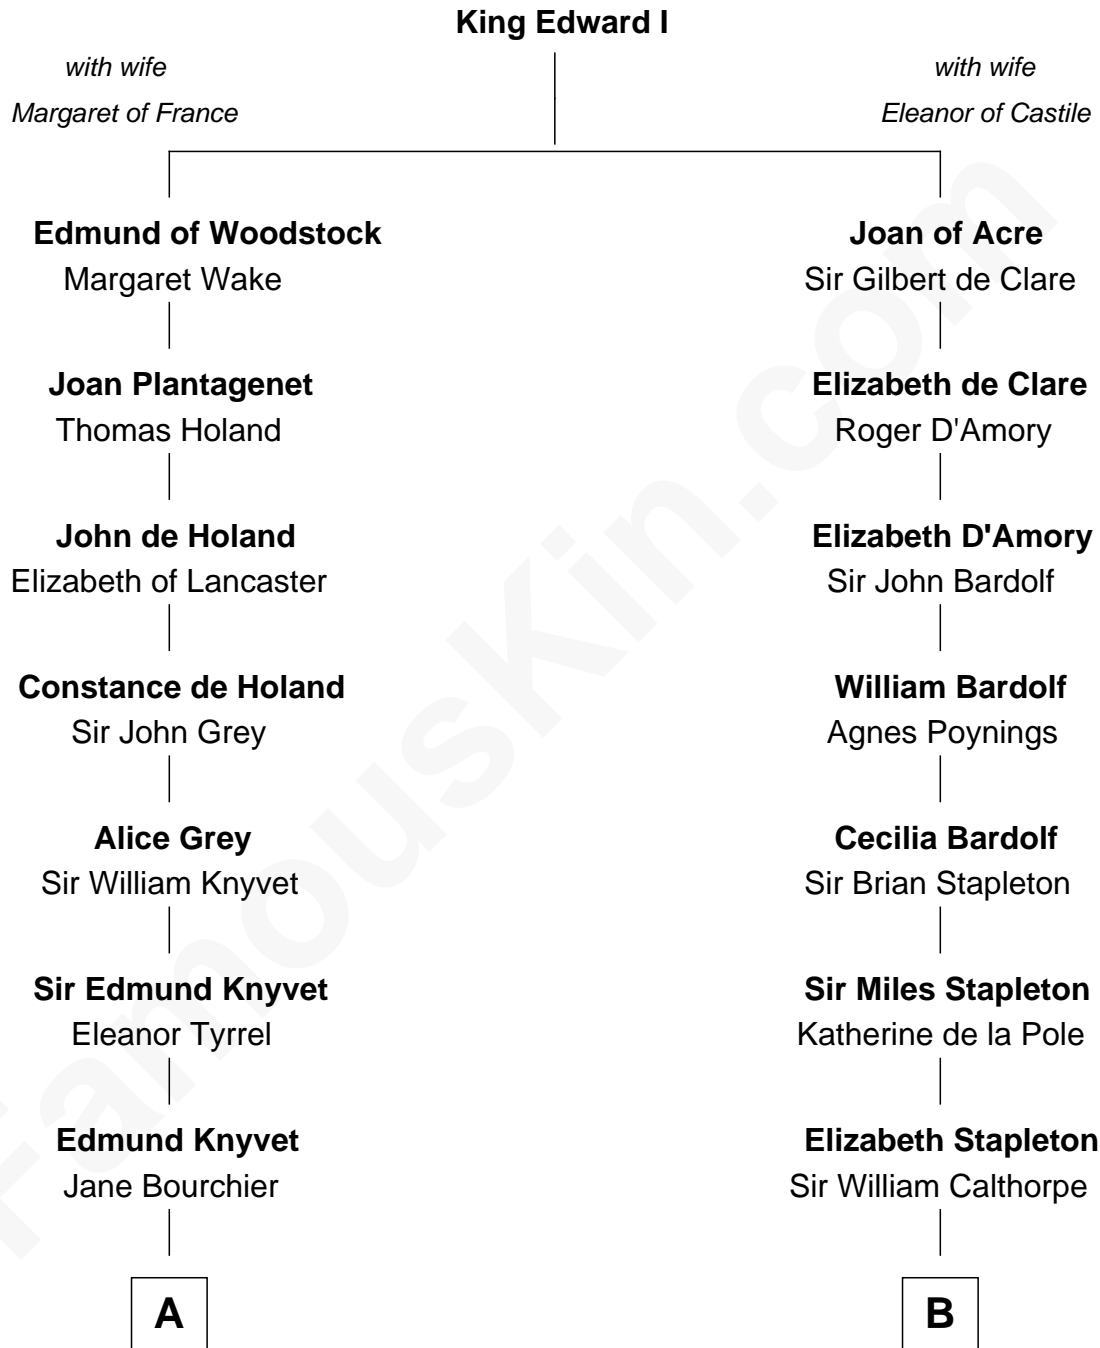 King Edward I
with wife
Margaret of France
with wife
Eleanor of Castile
Edmund of Woodstock
Margaret Wake
Joan of Acre
Sir Gilbert de Clare
Joan Plantagenet
Thomas Holand
Elizabeth de Clare
Roger D'Amory
John de Holand
Elizabeth of Lancaster
Elizabeth D'Amory
Sir John Bardolf
Constance de Holand
Sir John Grey
William Bardolf
Agnes Poynings
Alice Grey
Sir William Knyvet
Cecilia Bardolf
Sir Brian Stapleton
Sir Edmund Knyvet
Eleanor Tyrrel
Sir Miles Stapleton
Katherine de la Pole
Edmund Knyvet
Jane Bourchier
Elizabeth Stapleton
Sir William Calthorpe
A
B
FamousKin.com